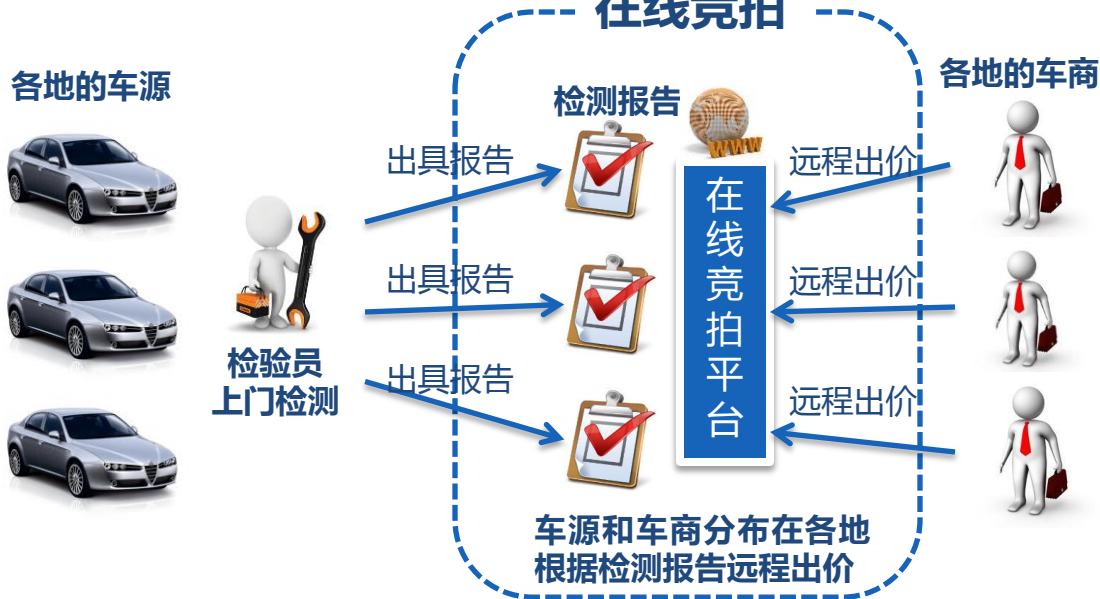 在线竞拍
各地的车源
各地的车商
检测报告
WWW
出具报告
远程出价
在线竞拍平台
出具报告
远程出价
检验员
上门检测
出具报告
远程出价
车源和车商分布在各地
根据检测报告远程出价